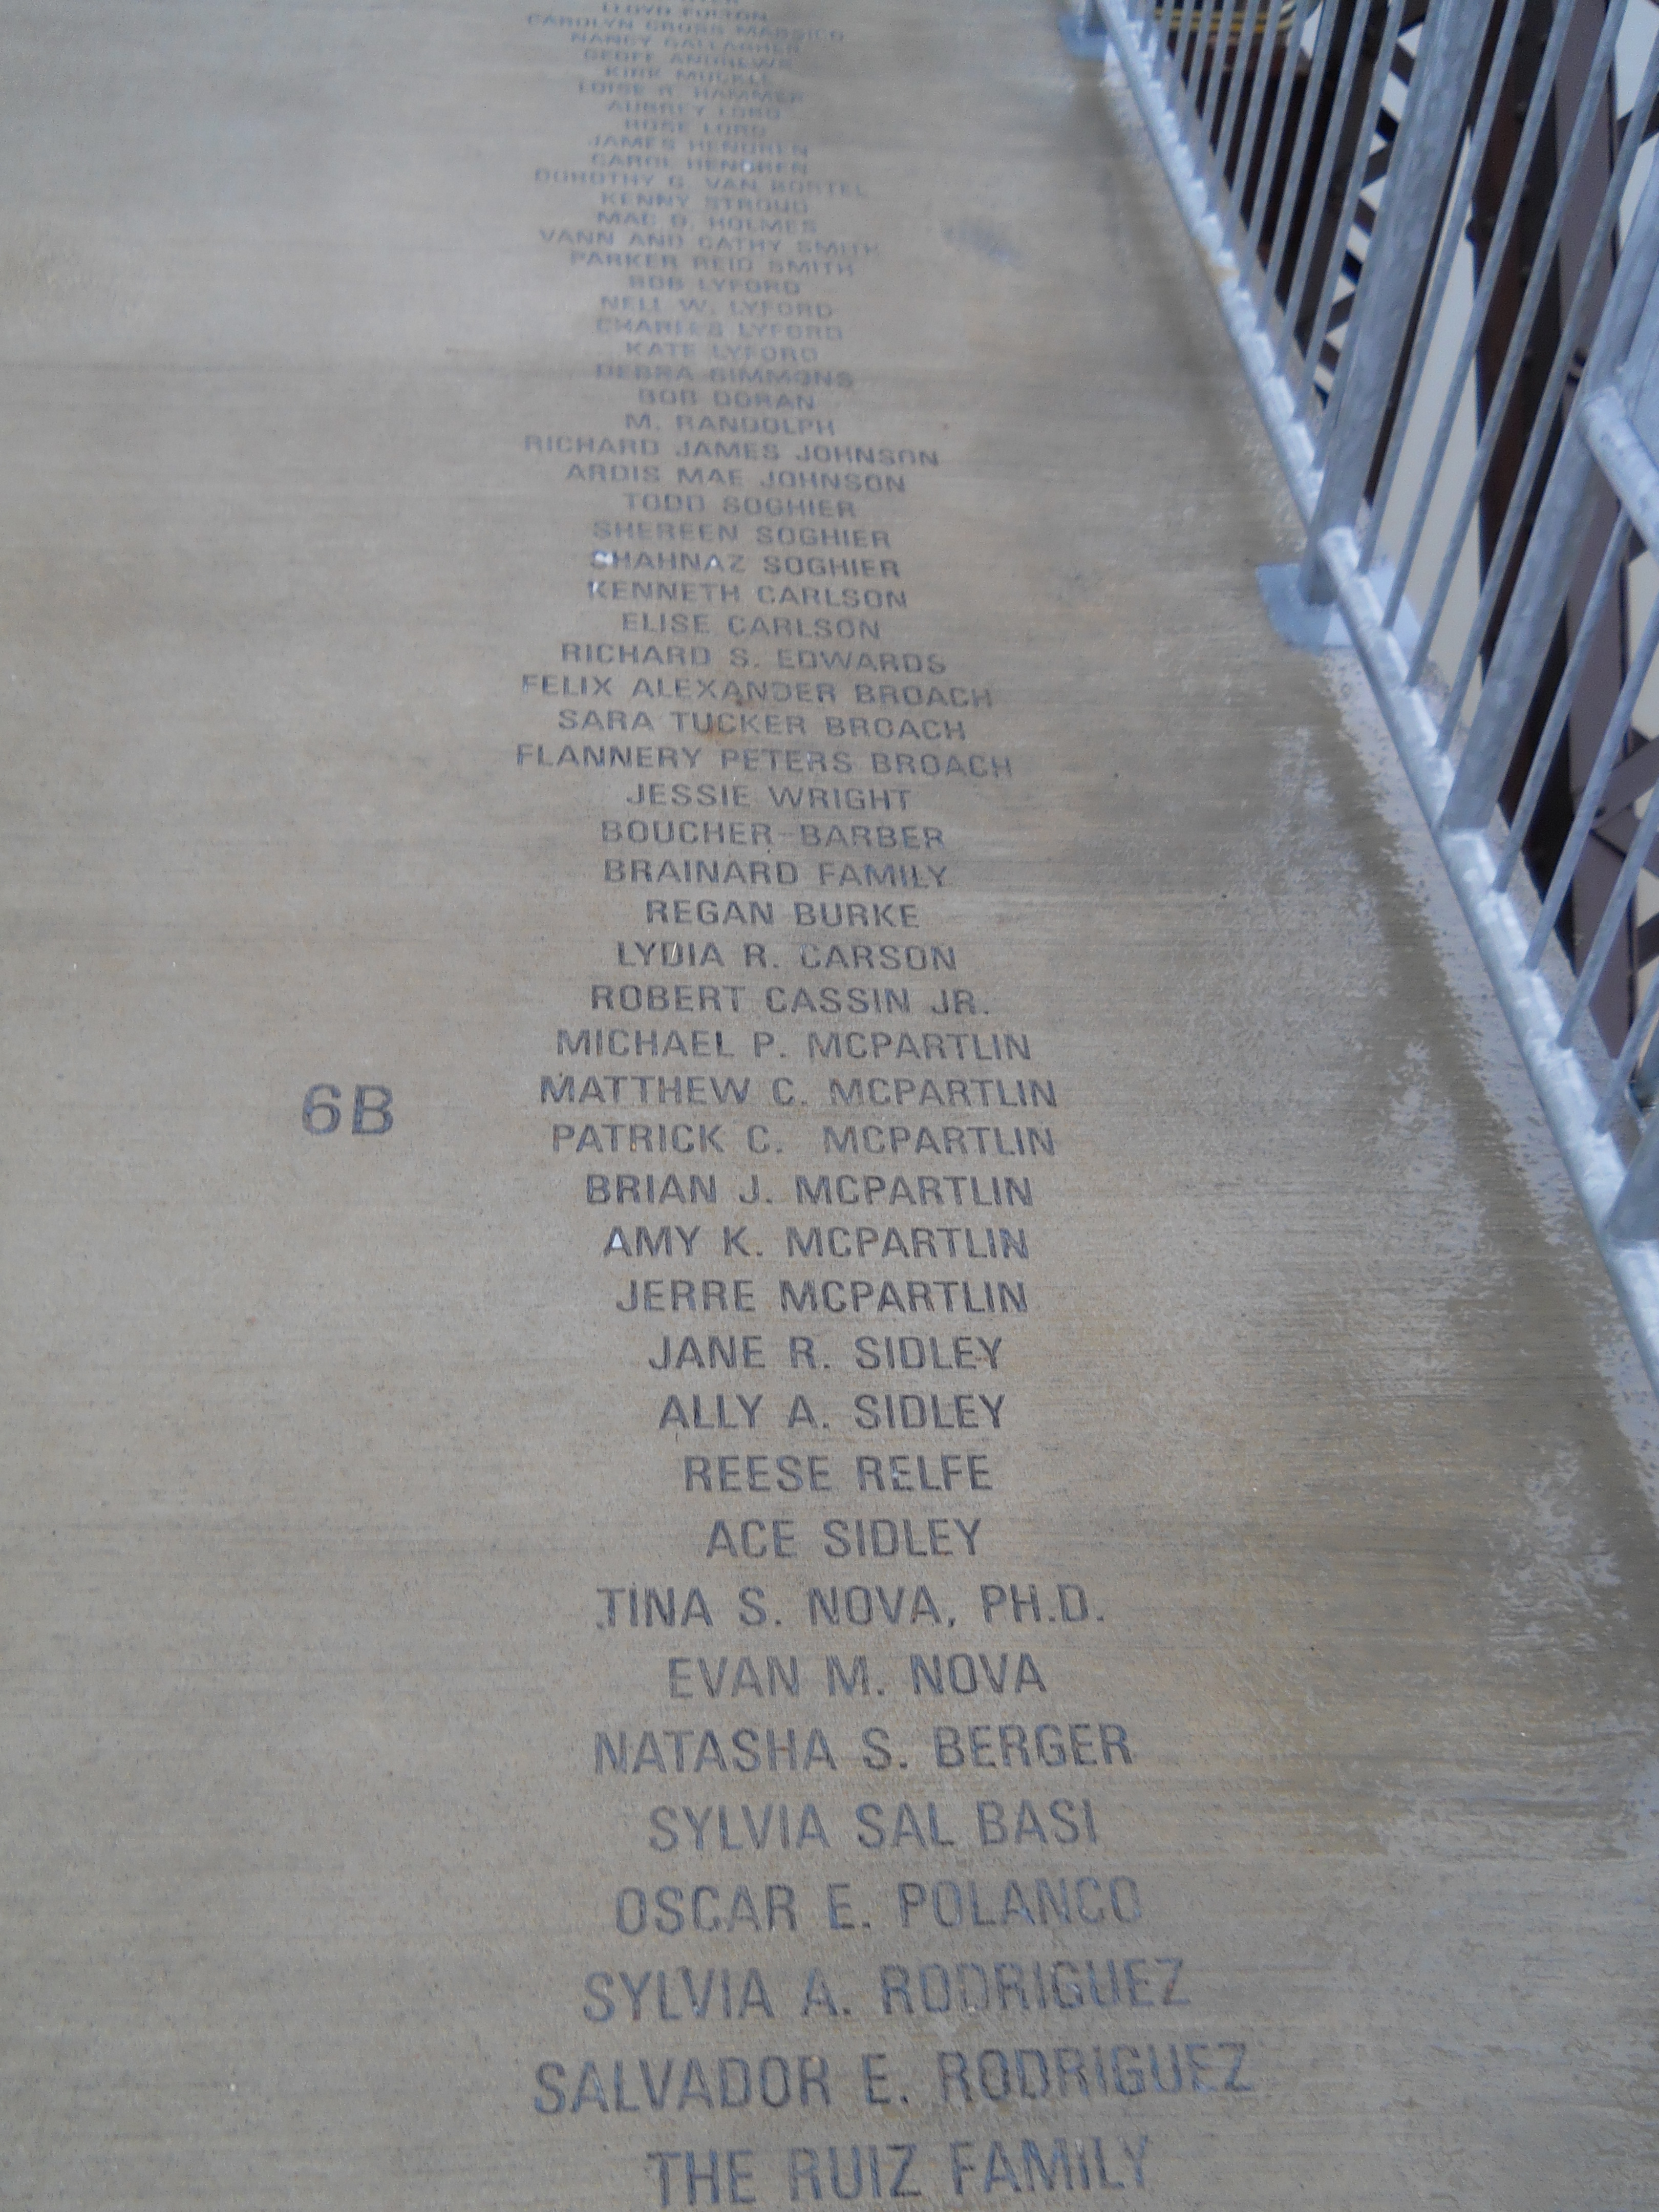 LLOYD FULTON
CAROLYN CROSS MARSICO
NANCY GALLAGHER
GEOFF ANDREWS
KIRK MUCKLE
LOISE R. HAMMER
AUBREY LORD
ROSE LORD
JAMES HENDREN
CAROL HENDREN
DOROTHY G. VAN BORTEL
KENNY STROUD
MAC D. HOLMES
VANN AND CATHY SMITH
PARKER REID SMITH
BOB LYFORD
NELL W. LYFORD
CHARLES LYFORD
KATE LYFORD
DEBRA SIMMONS
BOB DORAN
M. RANDOLPH
RICHARD JAMES JOHNSON
ARDIS MAE JOHNSON
TODD SOGHIER
SHEREEN SOGHIER
SHAHNAZ SOGHIER
KENNETH CARLSON
ELISE CARLSON
RICHARD S. EDWARDS
FELIX ALEXANDER BROACH
SARA TUCKER BROACH
FLANNERY PETERS BROACH
JESSIE WRIGHT
BOUCHER-BARBER
BRAINARD FAMILY
REGAN BURKE
LYDIA R. CARSON
ROBERT CASSIN JR.
MICHAEL P. MCPARTLIN
MATTHEW C. MCPARTLIN
6B
PATRICK C. MCPARTLIN
BRIAN J. MCPARTLIN
AMY K. MCPARTLIN
JERRE MCPARTLIN
JANE R. SIDLEY
ALLY A. SIDLEY
REESE RELFE
ACE SIDLEY
TINA S. NOVA, PH.D.
EVAN M. NOVA
NATASHA S. BERGER
SYLVIA SAL BASI
OSCAR E. POLANCO
SYLVIA A. RODRIGUEZ
SALVADOR E. RODRIGUEZ
THE RUIZ FAMILY